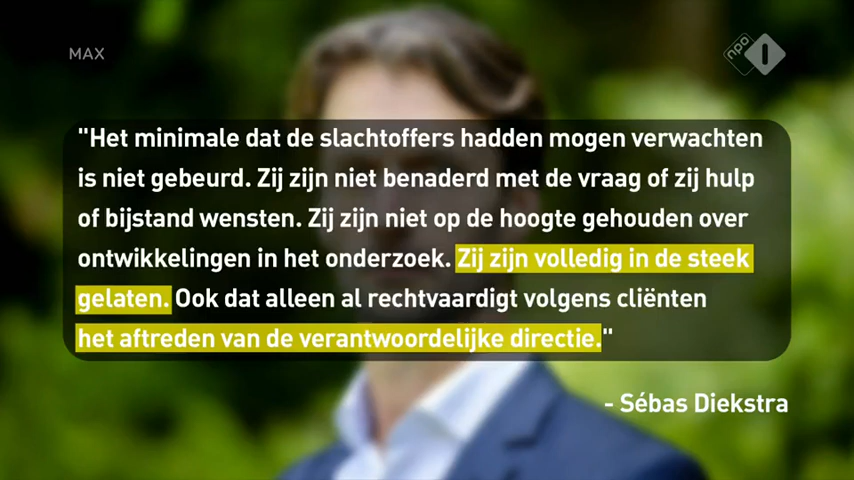 MAX
npo 1
"Het minimale dat de slachtoffers hadden mogen verwachten
is niet gebeurd. Zij zijn niet benaderd met de vraag of zij hulp
of bijstand wensten. Zij zijn niet op de hoogte gehouden over
ontwikkelingen in het onderzoek. Zij zijn volledig in de steek
gelaten. Ook dat alleen al rechtvaardigt volgens cliënten
het aftreden van de verantwoordelijke directie."
- Sébas Diekstra